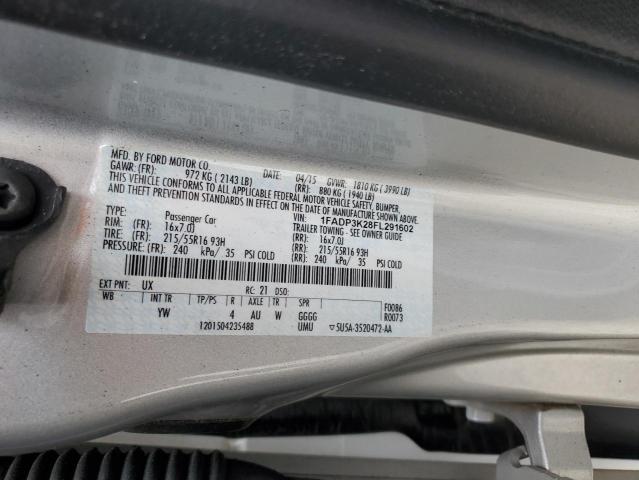 MFD. BY FORD MOTOR CO.
DATE: 04/15 GVWR: 1810 KG ( 3990 LB)
GAWR: (FR): 972 KG ( 2143 LB) (RR): 880 KG ( 1940 LB)
THIS VEHICLE CONFORMS TO ALL APPLICABLE FEDERAL MOTOR VEHICLE SAFETY, BUMPER,
AND THEFT PREVENTION STANDARDS IN EFFECT ON THE DATE OF MANUFACTURE SHOWN ABOVE.
VIN: 1FADP3K28FL291602
TYPE: Passenger Car TRAILER TOWING - SEE OWNER GUIDE
RIM: (FR): 16x7.0J (RR): 16x7.0J
TIRE: (FR): 215/55R16 93H (RR): 215/55R16 93H
PRESSURE: (FR): 240 kPa/ 35 PSI COLD (RR): 240 kPa/ 35 PSI COLD
EXT PNT: UX RC: 21 DSO:
WB INT TR TP/PS R AXLE TR SPR F0086
YW 4 AU W GGGG R0073
1201504235488 UMU ▽5U5A-3520472-AA